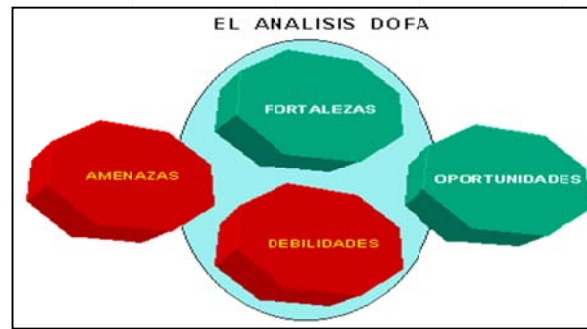 EL ANALISIS DOFA
FORTALEZAS
AMENAZAS
OPORTUNIDADES
DEBILIDADES